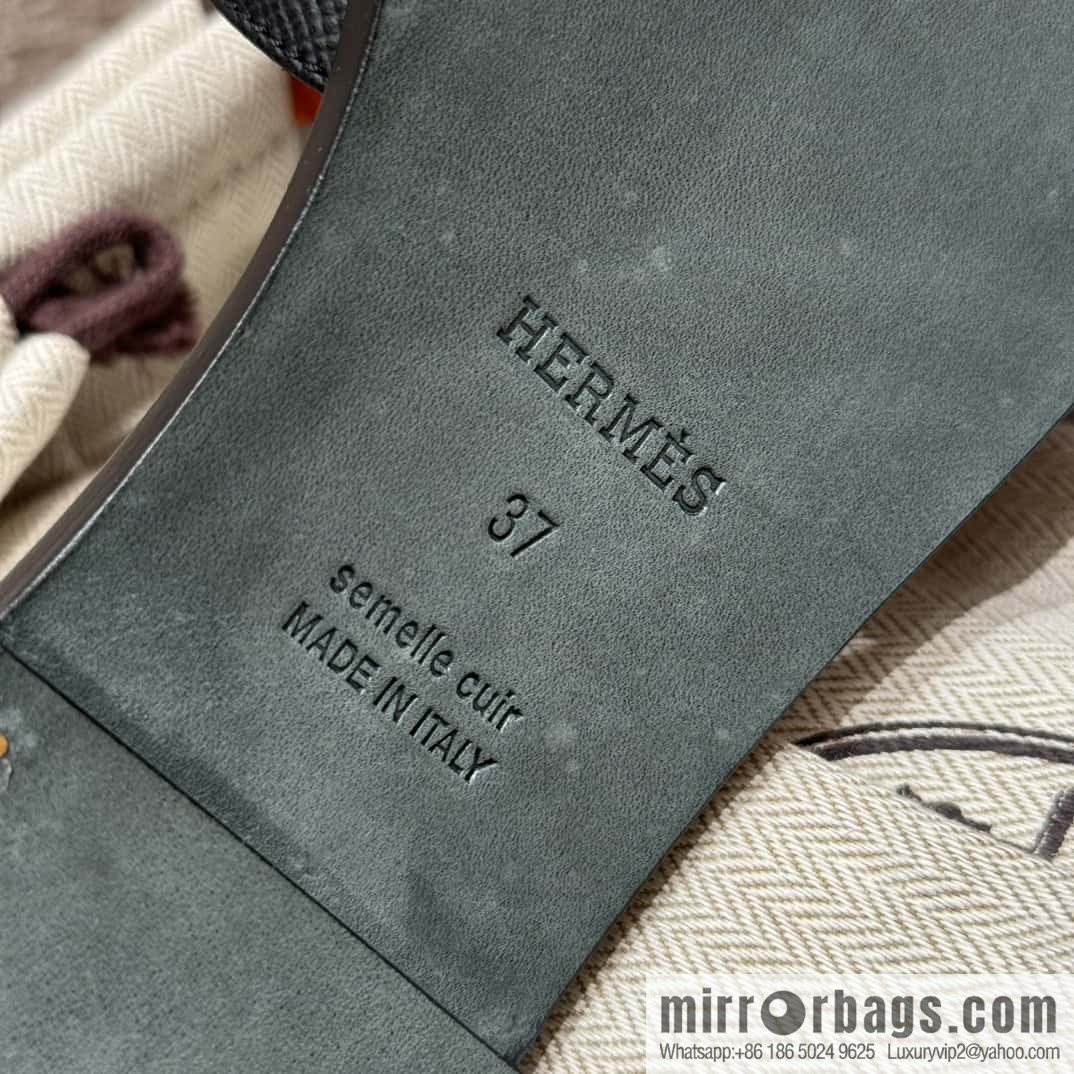 HERMÈS
37
semelle cuir
MADE IN ITALY
mirrorbags.com
Whatsapp:+86 186 5024 9625 Luxuryvip2@yahoo.com